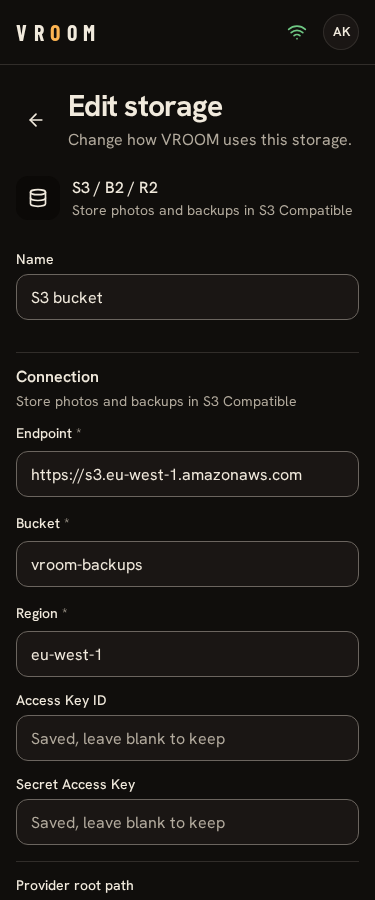 VROOM
AK
Edit storage
Change how VROOM uses this storage.
S3 / B2 / R2
Store photos and backups in S3 Compatible
Name
S3 bucket
Connection
Store photos and backups in S3 Compatible
Endpoint *
https://s3.eu-west-1.amazonaws.com
Bucket *
vroom-backups
Region *
eu-west-1
Access Key ID
Saved, leave blank to keep
Secret Access Key
Saved, leave blank to keep
Provider root path